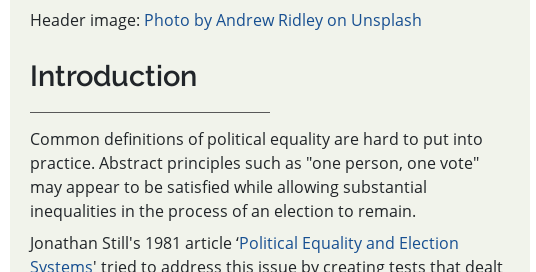 Header image: Photo by Andrew Ridley on Unsplash
Introduction
Common definitions of political equality are hard to put into
practice. Abstract principles such as "one person, one vote"
may appear to be satisfied while allowing substantial
inequalities in the process of an election to remain.
Jonathan Still's 1981 article ‘Political Equality and Election
Systems' tried to address this issue by creating tests that dealt